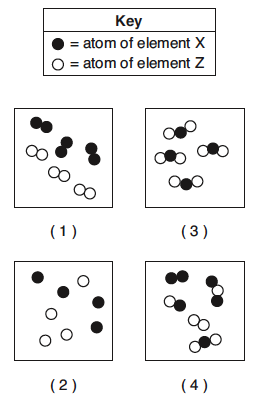 Key
= atom of element X
= atom of element Z
( 1 )
( 3 )
( 2 )
( 4 )